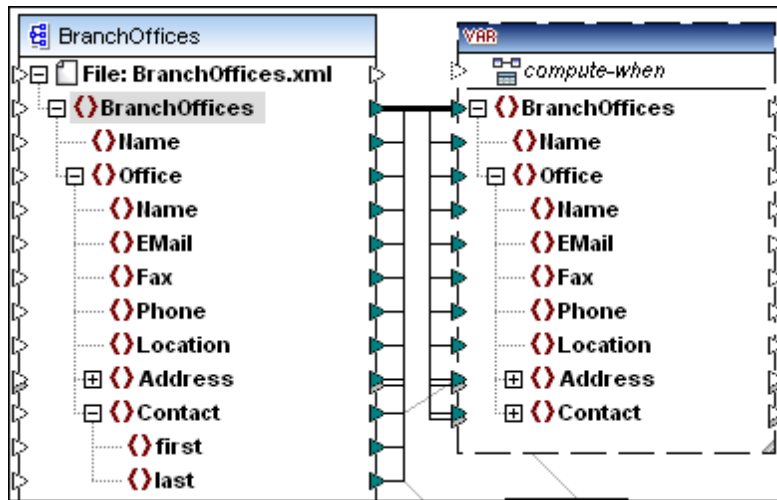 BranchOffices
File: BranchOffices.xml
BranchOffices
Name
Office
Name
EMail
Fax
Phone
Location
Address
Contact
first
last
VAR
compute-when
BranchOffices
Name
Office
Name
EMail
Fax
Phone
Location
Address
Contact